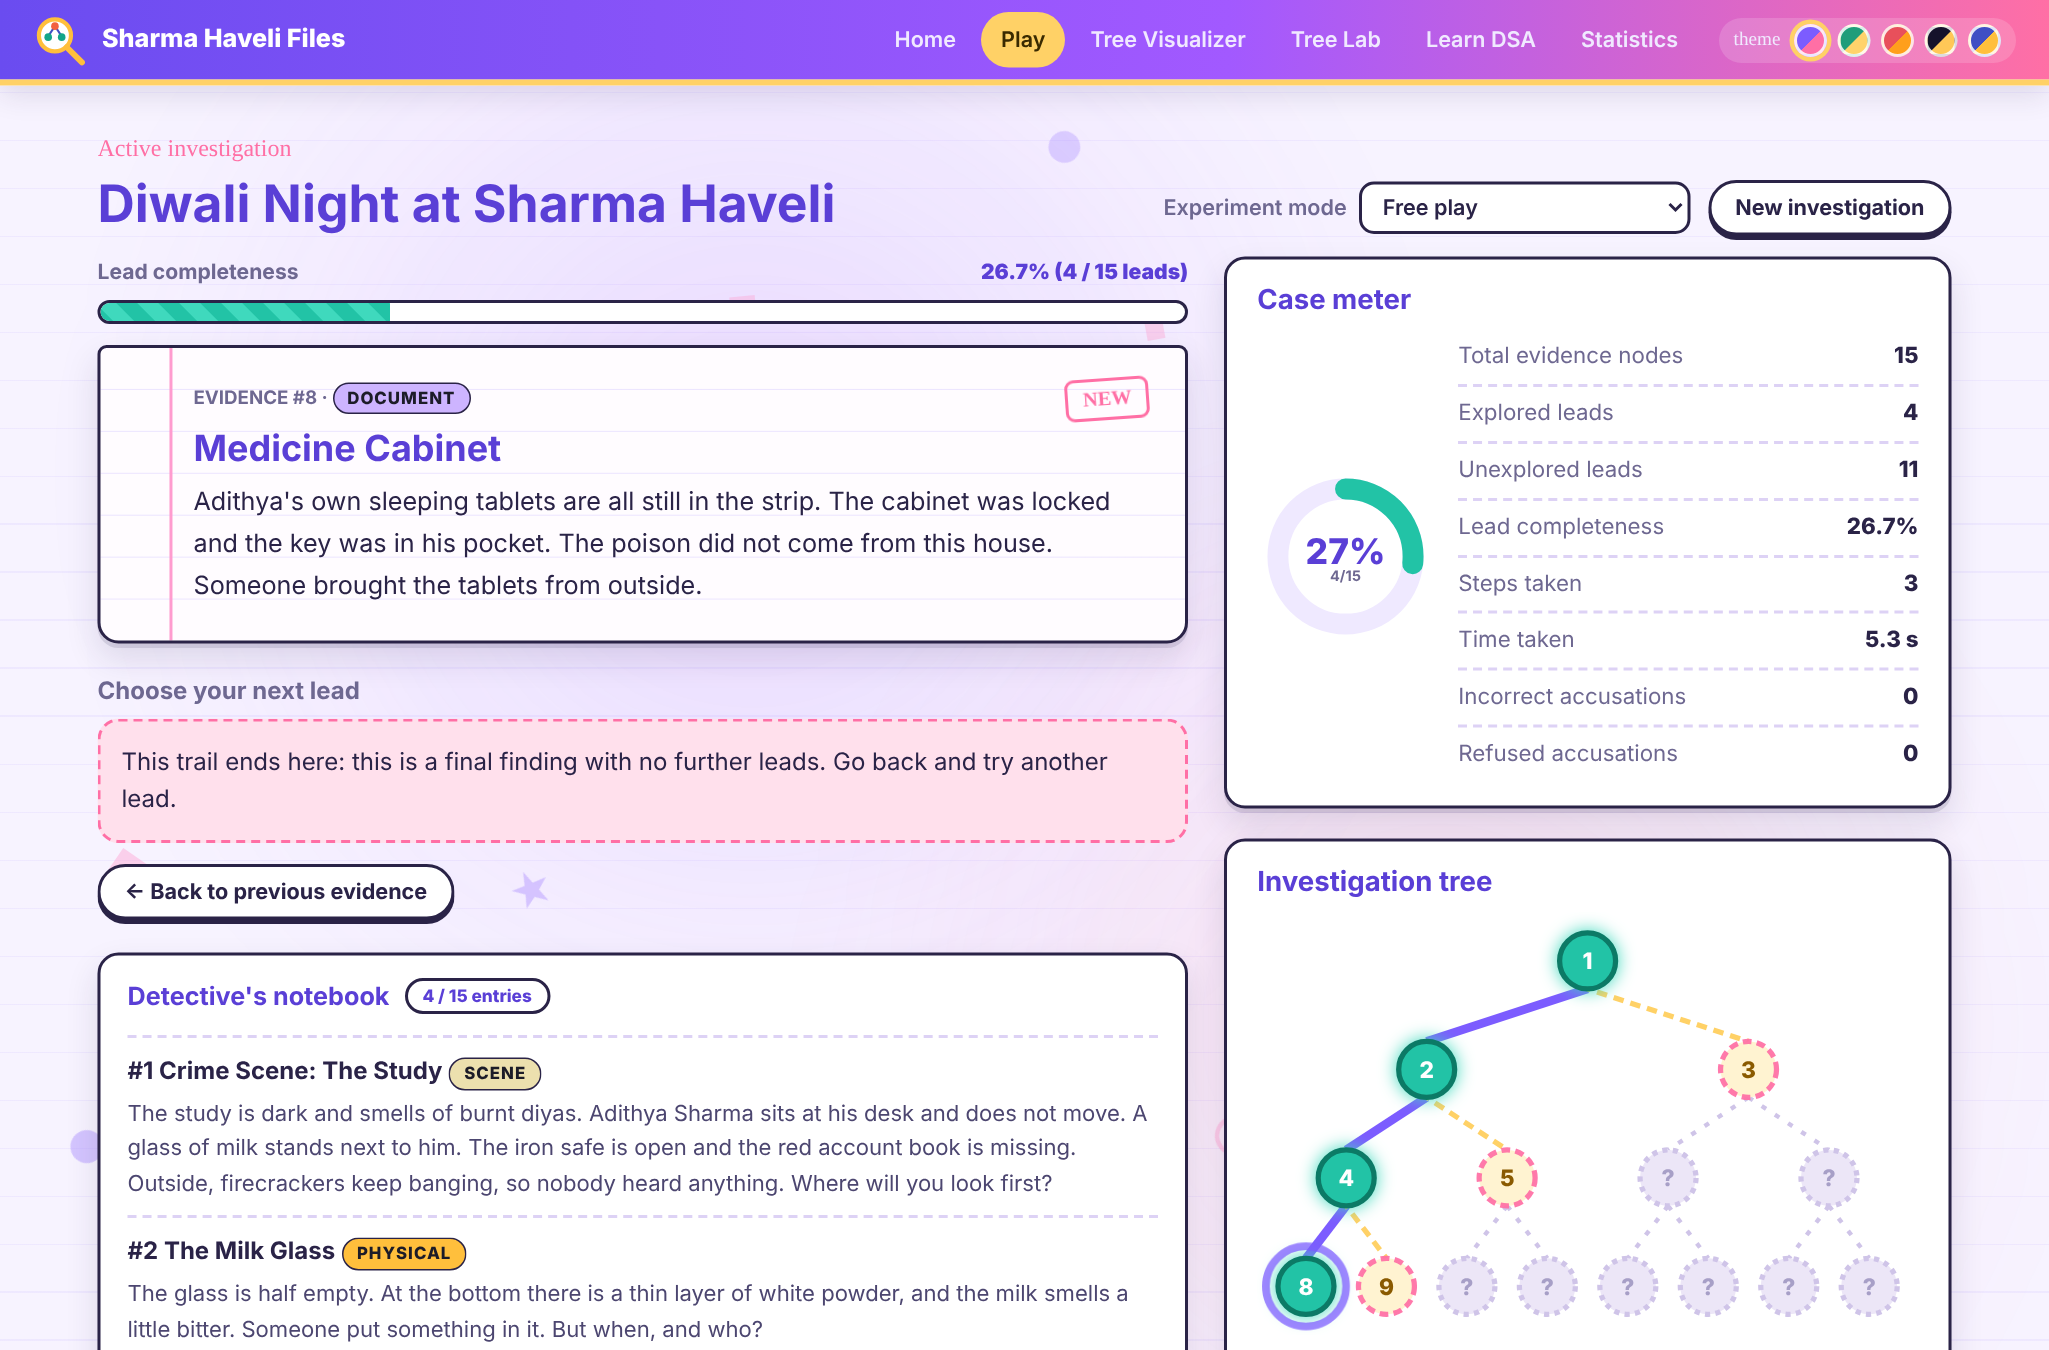 Sharma Haveli Files
Home
Play
Tree Visualizer
Tree Lab
Learn DSA
Statistics
theme
Active investigation
Diwali Night at Sharma Haveli
Experiment mode
Free play
New investigation
Lead completeness
26.7% (4 / 15 leads)
EVIDENCE #8 · DOCUMENT
NEW
Medicine Cabinet
Adithya's own sleeping tablets are all still in the strip. The cabinet was locked
and the key was in his pocket. The poison did not come from this house.
Someone brought the tablets from outside.
Choose your next lead
This trail ends here: this is a final finding with no further leads. Go back and try another
lead.
← Back to previous evidence
Detective's notebook
4 / 15 entries
#1 Crime Scene: The Study SCENE
The study is dark and smells of burnt diyas. Adithya Sharma sits at his desk and does not move. A
glass of milk stands next to him. The iron safe is open and the red account book is missing.
Outside, firecrackers keep banging, so nobody heard anything. Where will you look first?
#2 The Milk Glass PHYSICAL
The glass is half empty. At the bottom there is a thin layer of white powder, and the milk smells a
little bitter. Someone put something in it. But when, and who?
Case meter
27%
4/15
Total evidence nodes 15
Explored leads 4
Unexplored leads 11
Lead completeness 26.7%
Steps taken 3
Time taken 5.3 s
Incorrect accusations 0
Refused accusations 0
Investigation tree
1
2 3
4 5 ? ?
8 9 ? ? ? ? ? ?